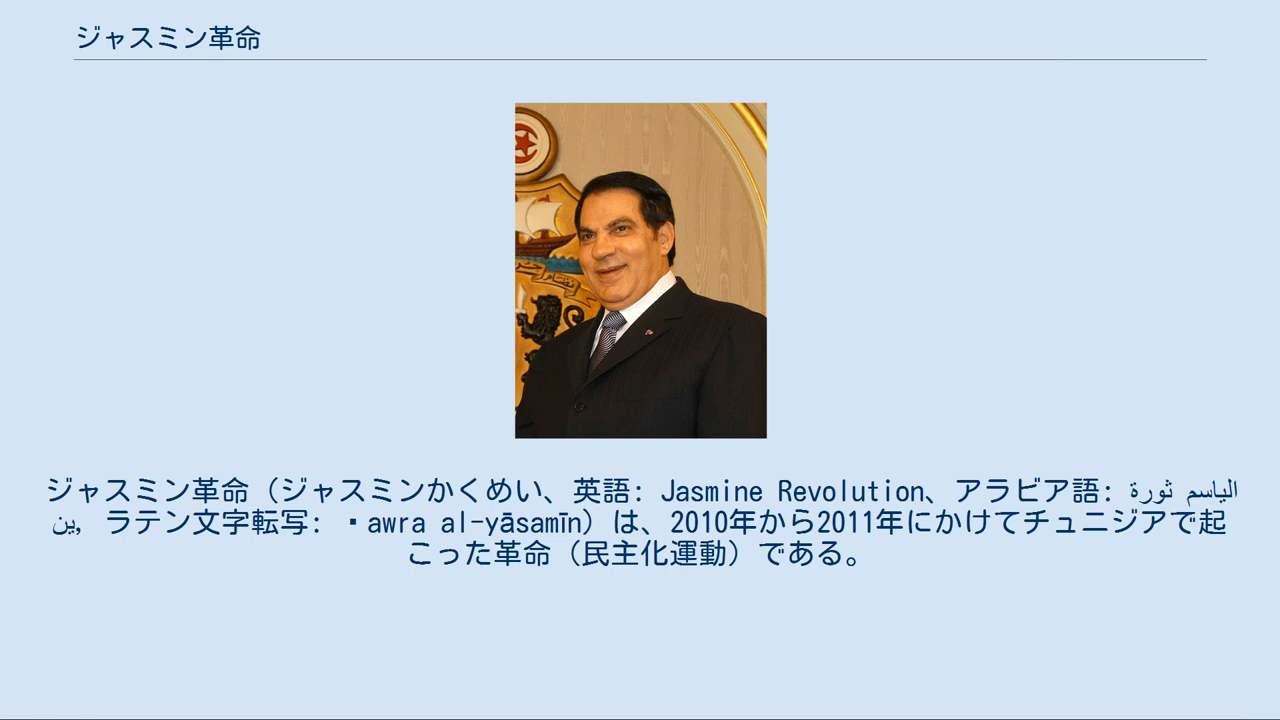 ジャスミン革命
ジャスミン革命（ジャスミンかくめい、英語: Jasmine Revolution、アラビア語: ثورة الياسم
ين, ラテン文字転写: awra al-yāsamīn）は、2010年から2011年にかけてチュニジアで起
こった革命（民主化運動）である。